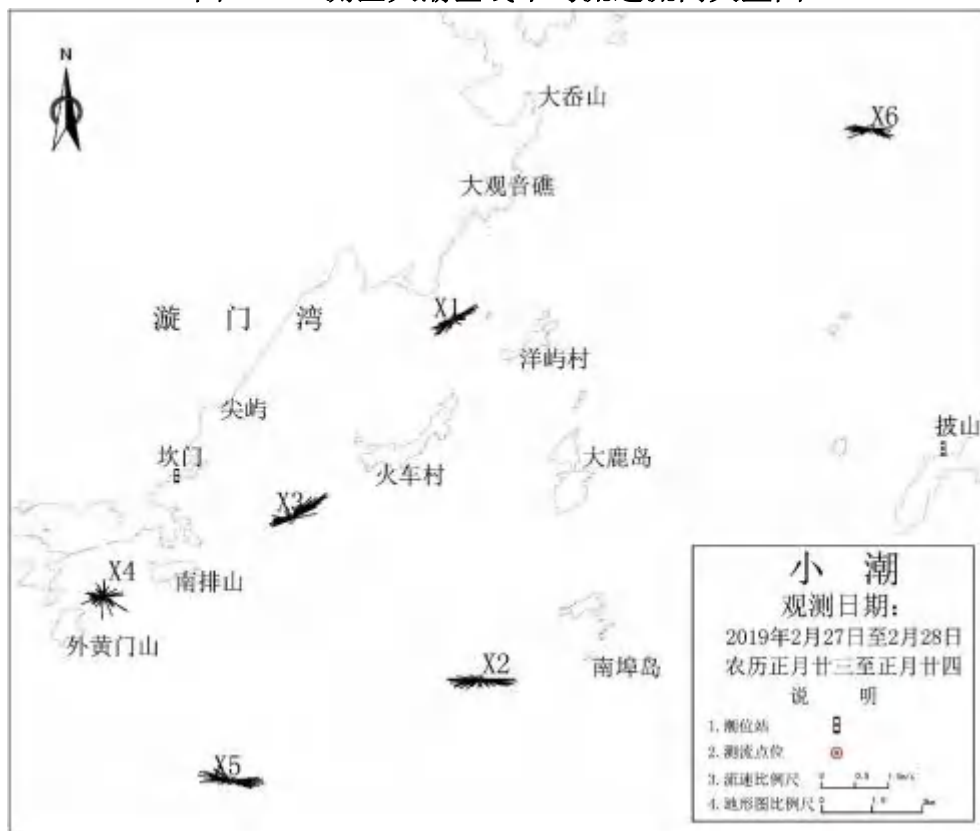 N
大岙山
X6
大观音礁
X1
漩 门 湾
洋屿村
尖屿
披山
坎门
火车村
大鹿岛
X3
X4
南排山
外黄门山
X2
南埠岛
X5
小 潮
观测日期：
2019年2月27日至2月28日
农历正月廿三至正月廿四
说 明
1.潮位站
2.测流点位
3.流速比例尺
4.地形图比例尺